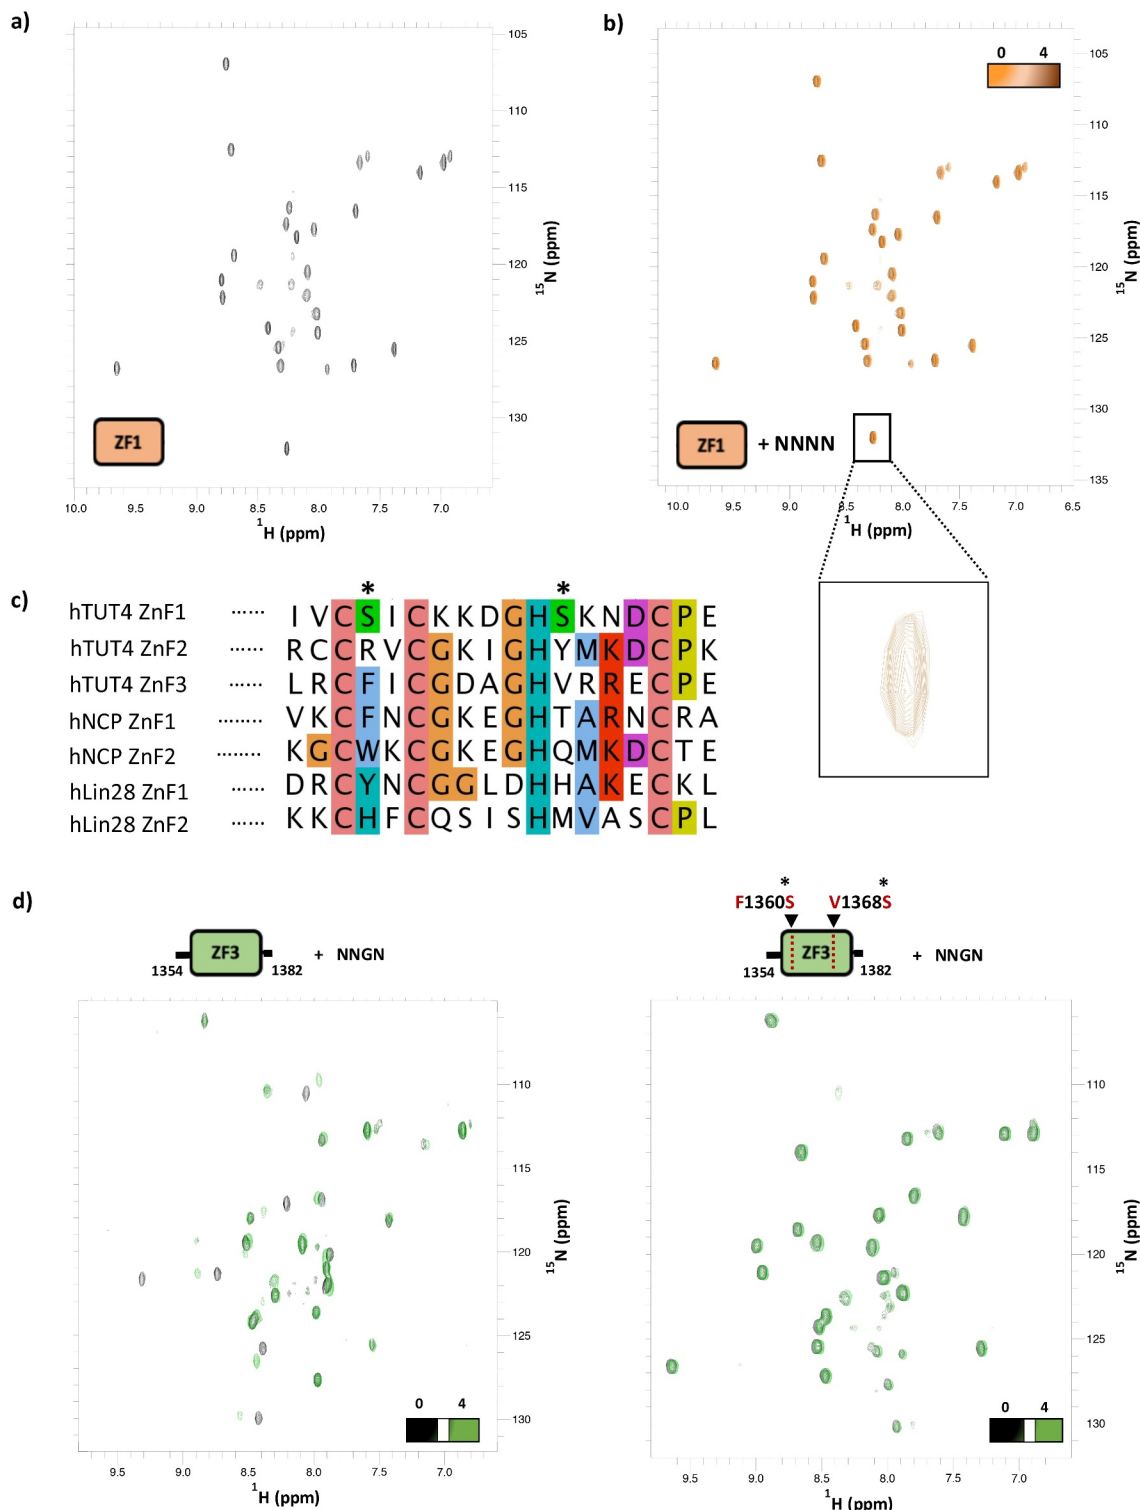 a)
105
110
115
120
125
130
15N (ppm)
10.0 9.0 8.5 8.0 7.5 7.0
1H (ppm)
ZF1
b)
0 4
105
110
115
120
125
130
135
15N (ppm)
ZF1 + NNNN
10.0 9.5 9.0 8.5 8.0 7.5 7.0 6.5
1H (ppm)
c)
* *
hTUT4 ZnF1 ...... I V C S I C K K D G H S K N D C P E
hTUT4 ZnF2 ...... R C C R V C G K I G H Y M K D C P K
hTUT4 ZnF3 ...... L R C F I C G D A G H V R R E C P E
hNCP ZnF1 ........ V K C F N C G K E G H T A R N C R A
hNCP ZnF2 ........ K G C W K C G K E G H Q M K D C T E
hLin28 ZnF1 ...... D R C Y N C G G L D H H A K E C K L
hLin28 ZnF2 ...... K K C H F C Q S I S H M V A S C P L
d)
ZF3
1354 1382
+ NNGN
110
115
120
125
130
15N (ppm)
0 4
9.5 9.0 8.5 8.0 7.5 7.0
1H (ppm)
* *
F1360S V1368S
ZF3
1354 1382
+ NNGN
110
115
120
125
130
15N (ppm)
0 4
9.5 9.0 8.5 8.0 7.5 7.0
1H (ppm)